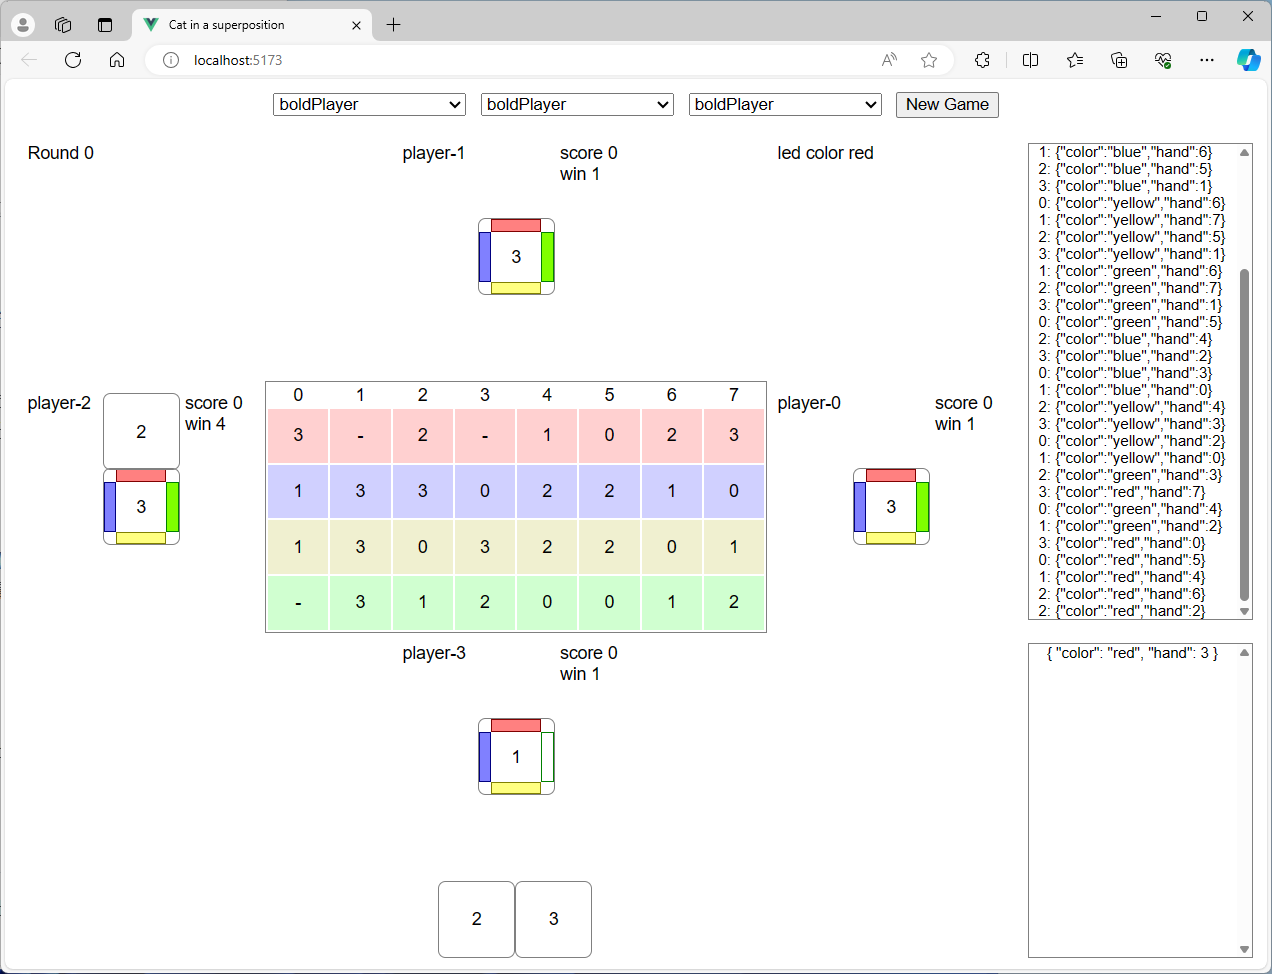 Cat in a superposition
localhost:5173
boldPlayer boldPlayer boldPlayer New Game
Round 0
player-1
score 0
win 1
led color red
3
player-2
2
score 0
win 4
3
0 1 2 3 4 5 6 7
3 - 2 - 1 0 2 3
1 3 3 0 2 2 1 0
1 3 0 3 2 2 0 1
- 3 1 2 0 0 1 2
player-0
score 0
win 1
3
player-3
score 0
win 1
1
2 3
1: {"color":"blue","hand":6}
2: {"color":"blue","hand":5}
3: {"color":"blue","hand":1}
0: {"color":"yellow","hand":6}
1: {"color":"yellow","hand":7}
2: {"color":"yellow","hand":5}
3: {"color":"yellow","hand":1}
1: {"color":"green","hand":6}
2: {"color":"green","hand":7}
3: {"color":"green","hand":1}
0: {"color":"green","hand":5}
2: {"color":"blue","hand":4}
3: {"color":"blue","hand":2}
0: {"color":"blue","hand":3}
1: {"color":"blue","hand":0}
2: {"color":"yellow","hand":4}
3: {"color":"yellow","hand":3}
0: {"color":"yellow","hand":2}
1: {"color":"yellow","hand":0}
2: {"color":"green","hand":3}
3: {"color":"red","hand":7}
0: {"color":"green","hand":4}
1: {"color":"green","hand":2}
3: {"color":"red","hand":0}
0: {"color":"red","hand":5}
1: {"color":"red","hand":4}
2: {"color":"red","hand":6}
2: {"color":"red","hand":2}
{ "color": "red", "hand": 3 }